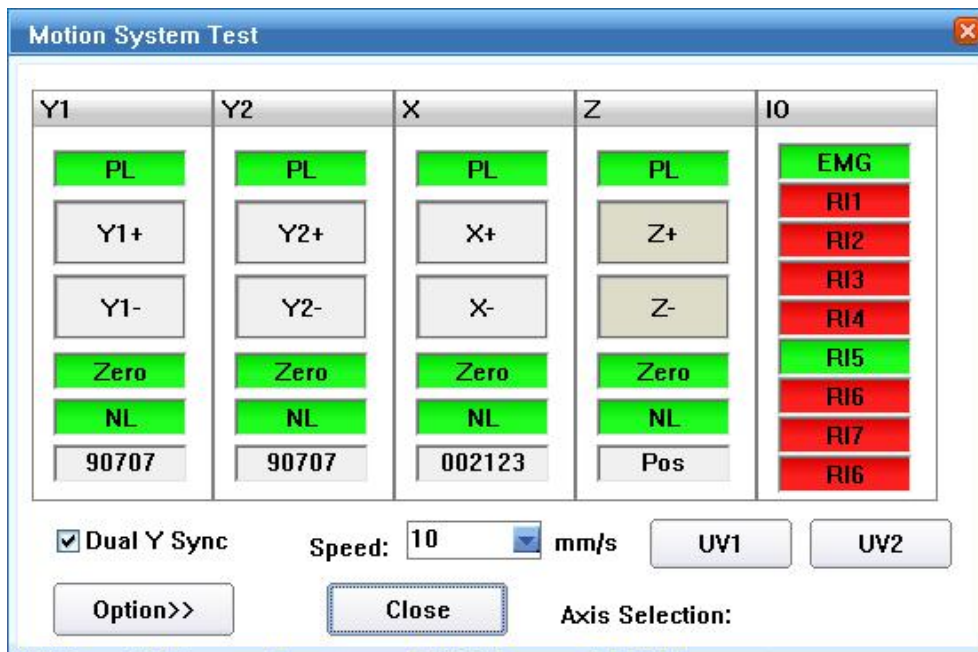 Motion System Test
Y1 Y2 X Z IO
PL PL PL PL EMG
RI1
Y1+ Y2+ X+ Z+ RI2
RI3
Y1- Y2- X- Z- RI4
Zero Zero Zero Zero RI5
RI6
NL NL NL NL RI7
90707 90707 002123 Pos RI6
Dual Y Sync Speed: 10 mm/s UV1 UV2
Option>> Close Axis Selection: